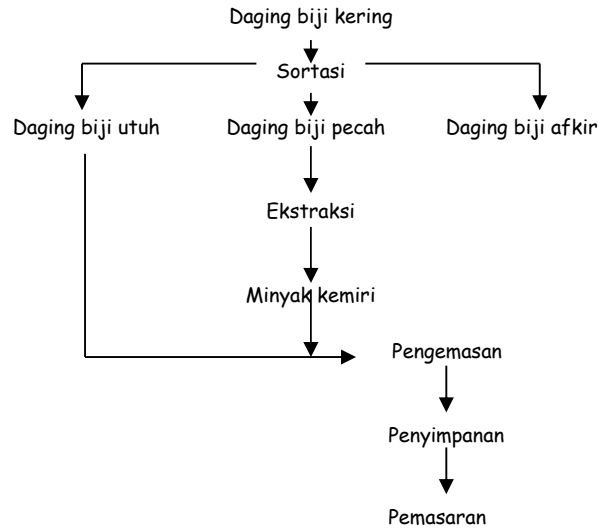 Daging biji kering
Sortasi
Daging biji utuh
Daging biji pecah
Daging biji afkir
Ekstraksi
Minyak kemiri
Pengemasan
Penyimpanan
Pemasaran